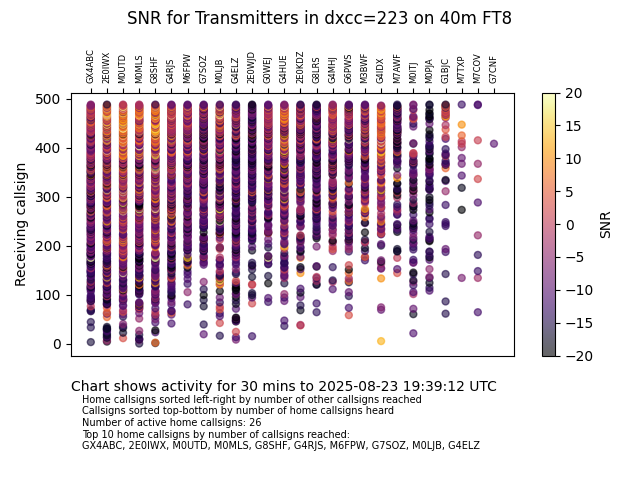 SNR for Transmitters in dxcc=223 on 40m FT8
GX4ABC 2E0IWX M0UTD M0MLS G8SHF G4RJS M6FPW G7SOZ M0LJB G4ELZ 2E0WJD G0WEJ G4HUE 2E0KDZ G8LRS G4MHJ G6PWS M3BWF G4IDX M7AWF M0ITJ M0PJA G1BJC M7TXP M7COV G7CNF
500
400
300
200
100
0
Receiving callsign
20
15
10
5
0
−5
−10
−15
−20
SNR
Chart shows activity for 30 mins to 2025-08-23 19:39:12 UTC
Home callsigns sorted left-right by number of other callsigns reached
Callsigns sorted top-bottom by number of home callsigns heard
Number of active home callsigns: 26
Top 10 home callsigns by number of callsigns reached:
GX4ABC, 2E0IWX, M0UTD, M0MLS, G8SHF, G4RJS, M6FPW, G7SOZ, M0LJB, G4ELZ